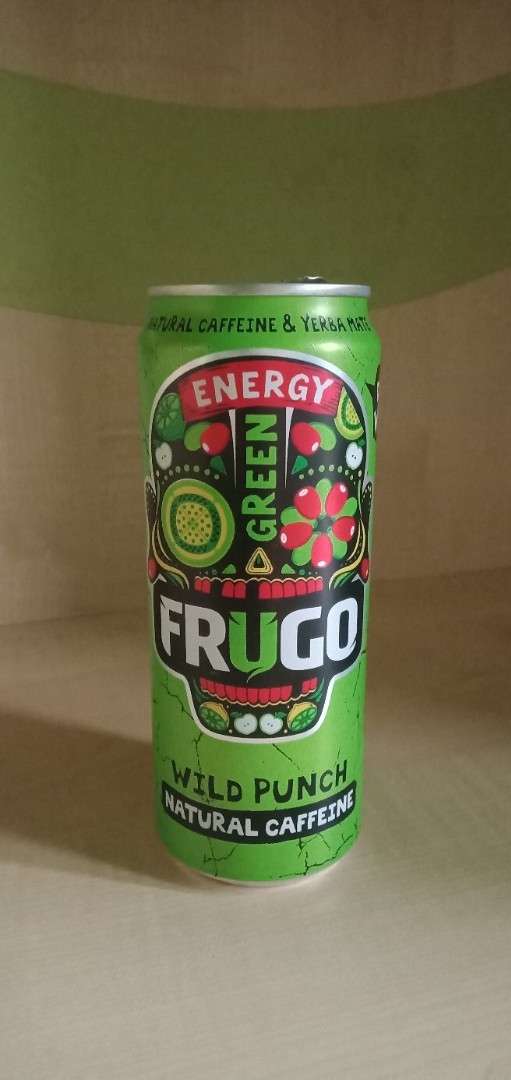 NATURAL CAFFEINE & YERBA MATE
ENERGY
GREEN
FRUGO
WILD PUNCH
NATURAL CAFFEINE